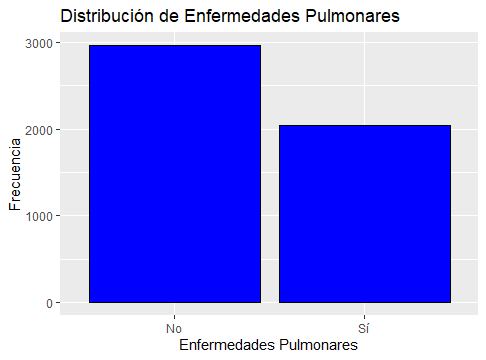 Distribución de Enfermedades Pulmonares
3000
2000
1000
0
Frecuencia
No
Sí
Enfermedades Pulmonares